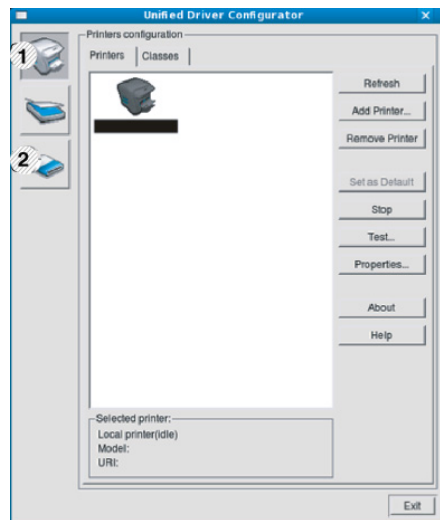 Unified Driver Configurator
Printers configuration
Printers
Classes
1
2
Refresh
Add Printer...
Remove Printer
Set as Default
Stop
Test...
Properties...
About
Help
Selected printer:
Local printer(idle)
Model:
URI:
Exit